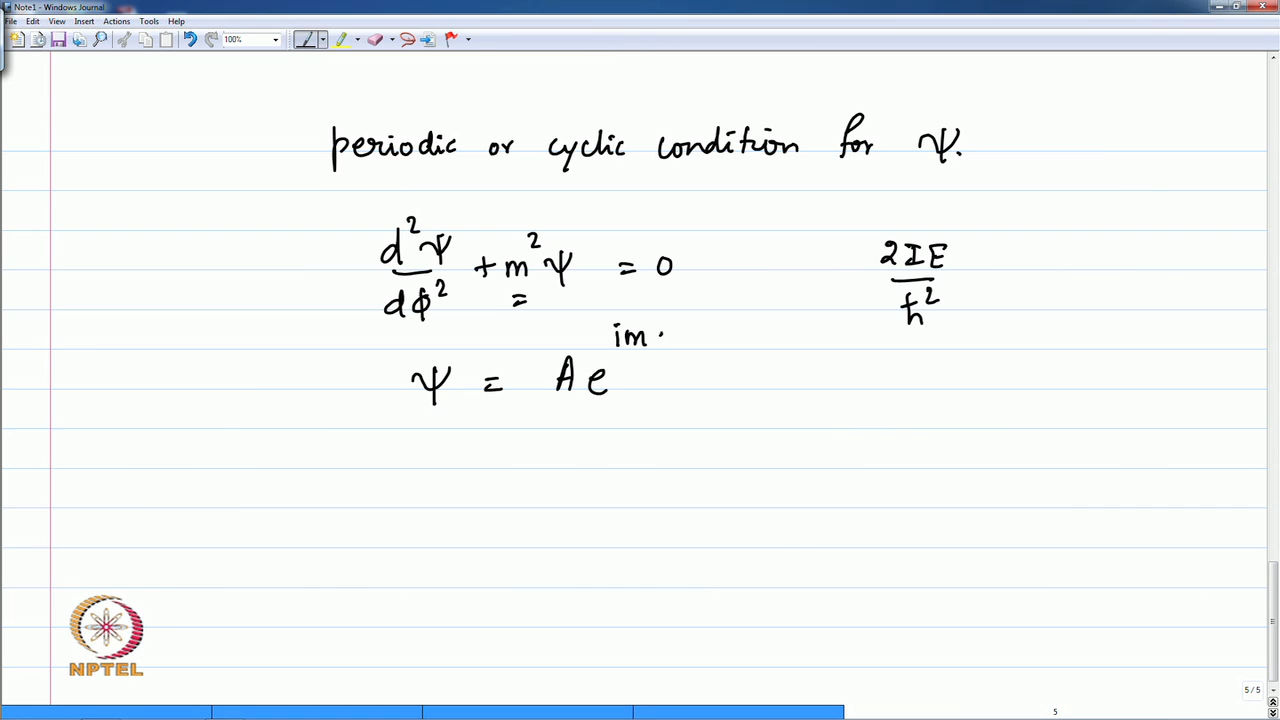 Note1 - Windows Journal
File Edit View Insert Actions Tools Help
100%
periodic or cyclic condition for ψ.
d²ψ/dϕ² + m²ψ = 0
2IE/ħ²
ψ = A e^{im
NPTEL
5 / 5
5